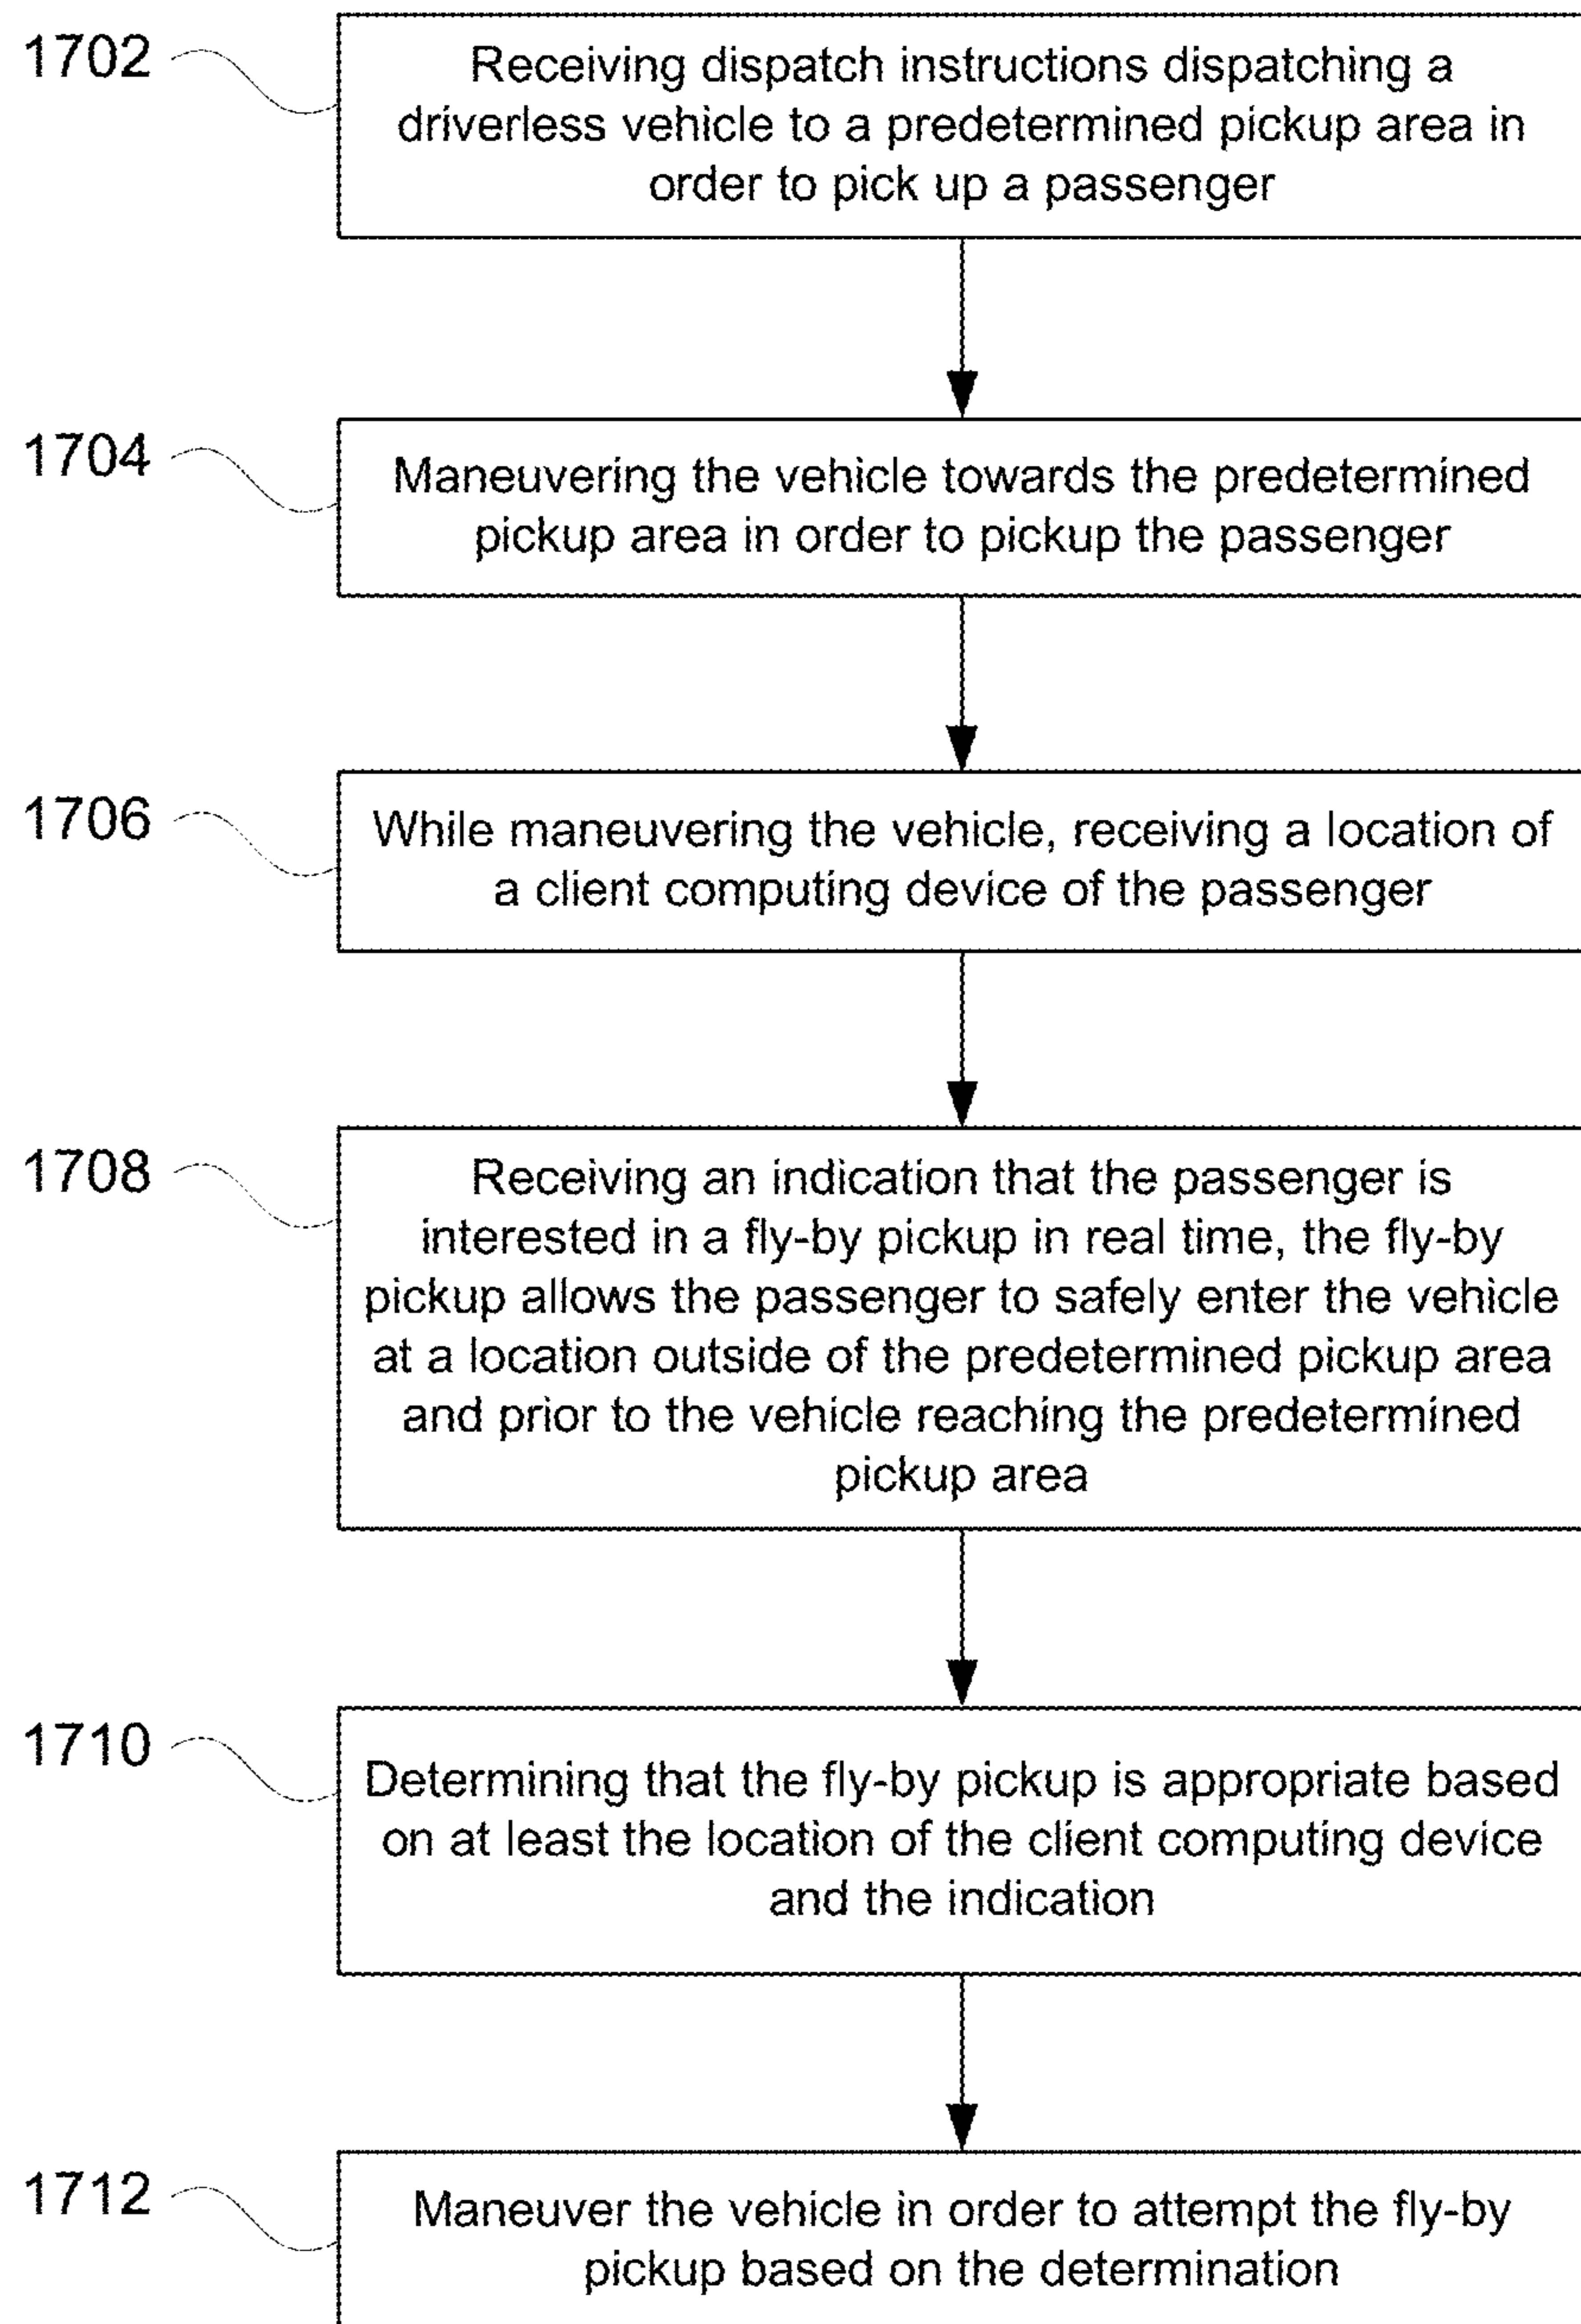 1702
Receiving dispatch instructions dispatching a
driverless vehicle to a predetermined pickup area in
order to pick up a passenger
1704
Maneuvering the vehicle towards the predetermined
pickup area in order to pickup the passenger
1706
While maneuvering the vehicle, receiving a location of
a client computing device of the passenger
1708
Receiving an indication that the passenger is
interested in a fly-by pickup in real time, the fly-by
pickup allows the passenger to safely enter the vehicle
at a location outside of the predetermined pickup area
and prior to the vehicle reaching the predetermined
pickup area
1710
Determining that the fly-by pickup is appropriate based
on at least the location of the client computing device
and the indication
1712
Maneuver the vehicle in order to attempt the fly-by
pickup based on the determination